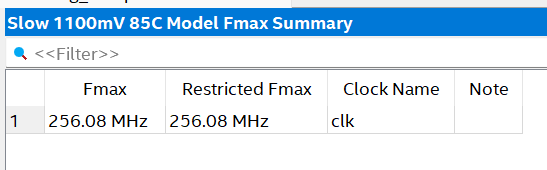 Slow 1100mV 85C Model Fmax Summary
<<Filter>>
Fmax Restricted Fmax Clock Name Note
1 256.08 MHz 256.08 MHz clk